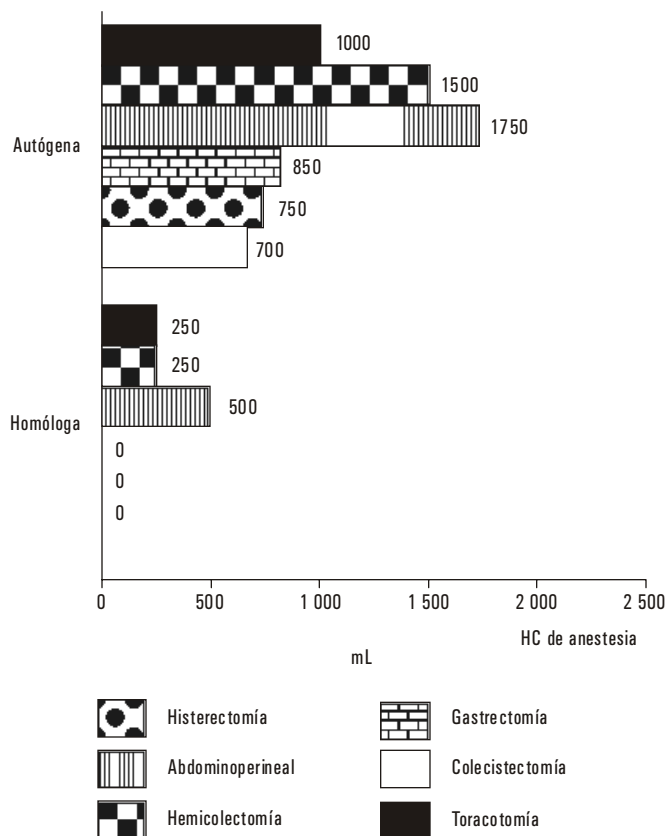 1000
1500
Autógena
1750
850
750
700
250
250
Homóloga
500
0
0
0
0
500
1 000
1 500
2 000
2 500
HC de anestesia
mL
Histerectomía
Gastrectomía
Abdominoperineal
Colecistectomía
Hemicolectomía
Toracotomía